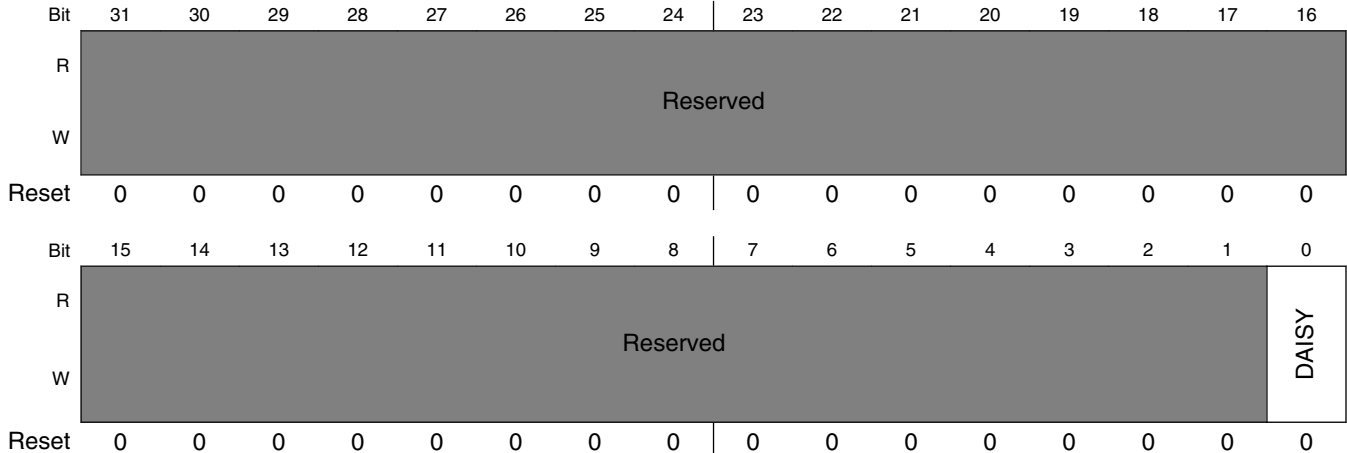 Bit 31 30 29 28 27 26 25 24 23 22 21 20 19 18 17 16
R
Reserved
W
Reset 0 0 0 0 0 0 0 0 0 0 0 0 0 0 0 0
Bit 15 14 13 12 11 10 9 8 7 6 5 4 3 2 1 0
R
Reserved
DAISY
W
Reset 0 0 0 0 0 0 0 0 0 0 0 0 0 0 0 0